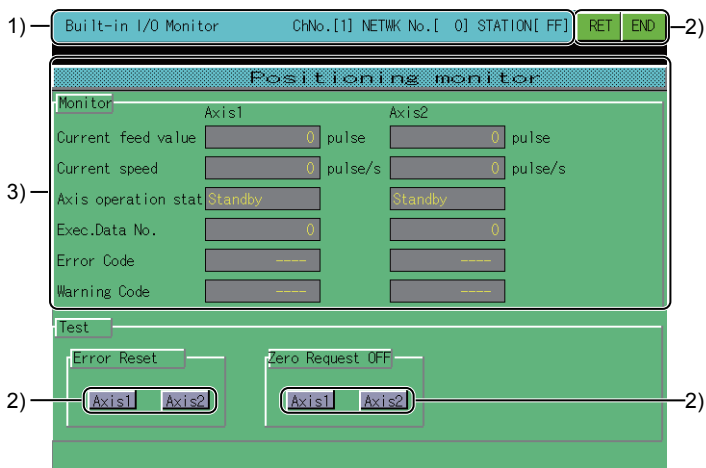 1) Built-in I/O Monitor ChNo.[1] NETWK No.[ 0] STATION[ FF] RET END 2)
Positioning monitor
Monitor
Axis1 Axis2
Current feed value 0 pulse 0 pulse
Current speed 0 pulse/s 0 pulse/s
3) Axis operation stat Standby Standby
Exec.Data No. 0 0
Error Code ---- ----
Warning Code ---- ----
Test
Error Reset Zero Request OFF
2) Axis1 Axis2 Axis1 Axis2 2)